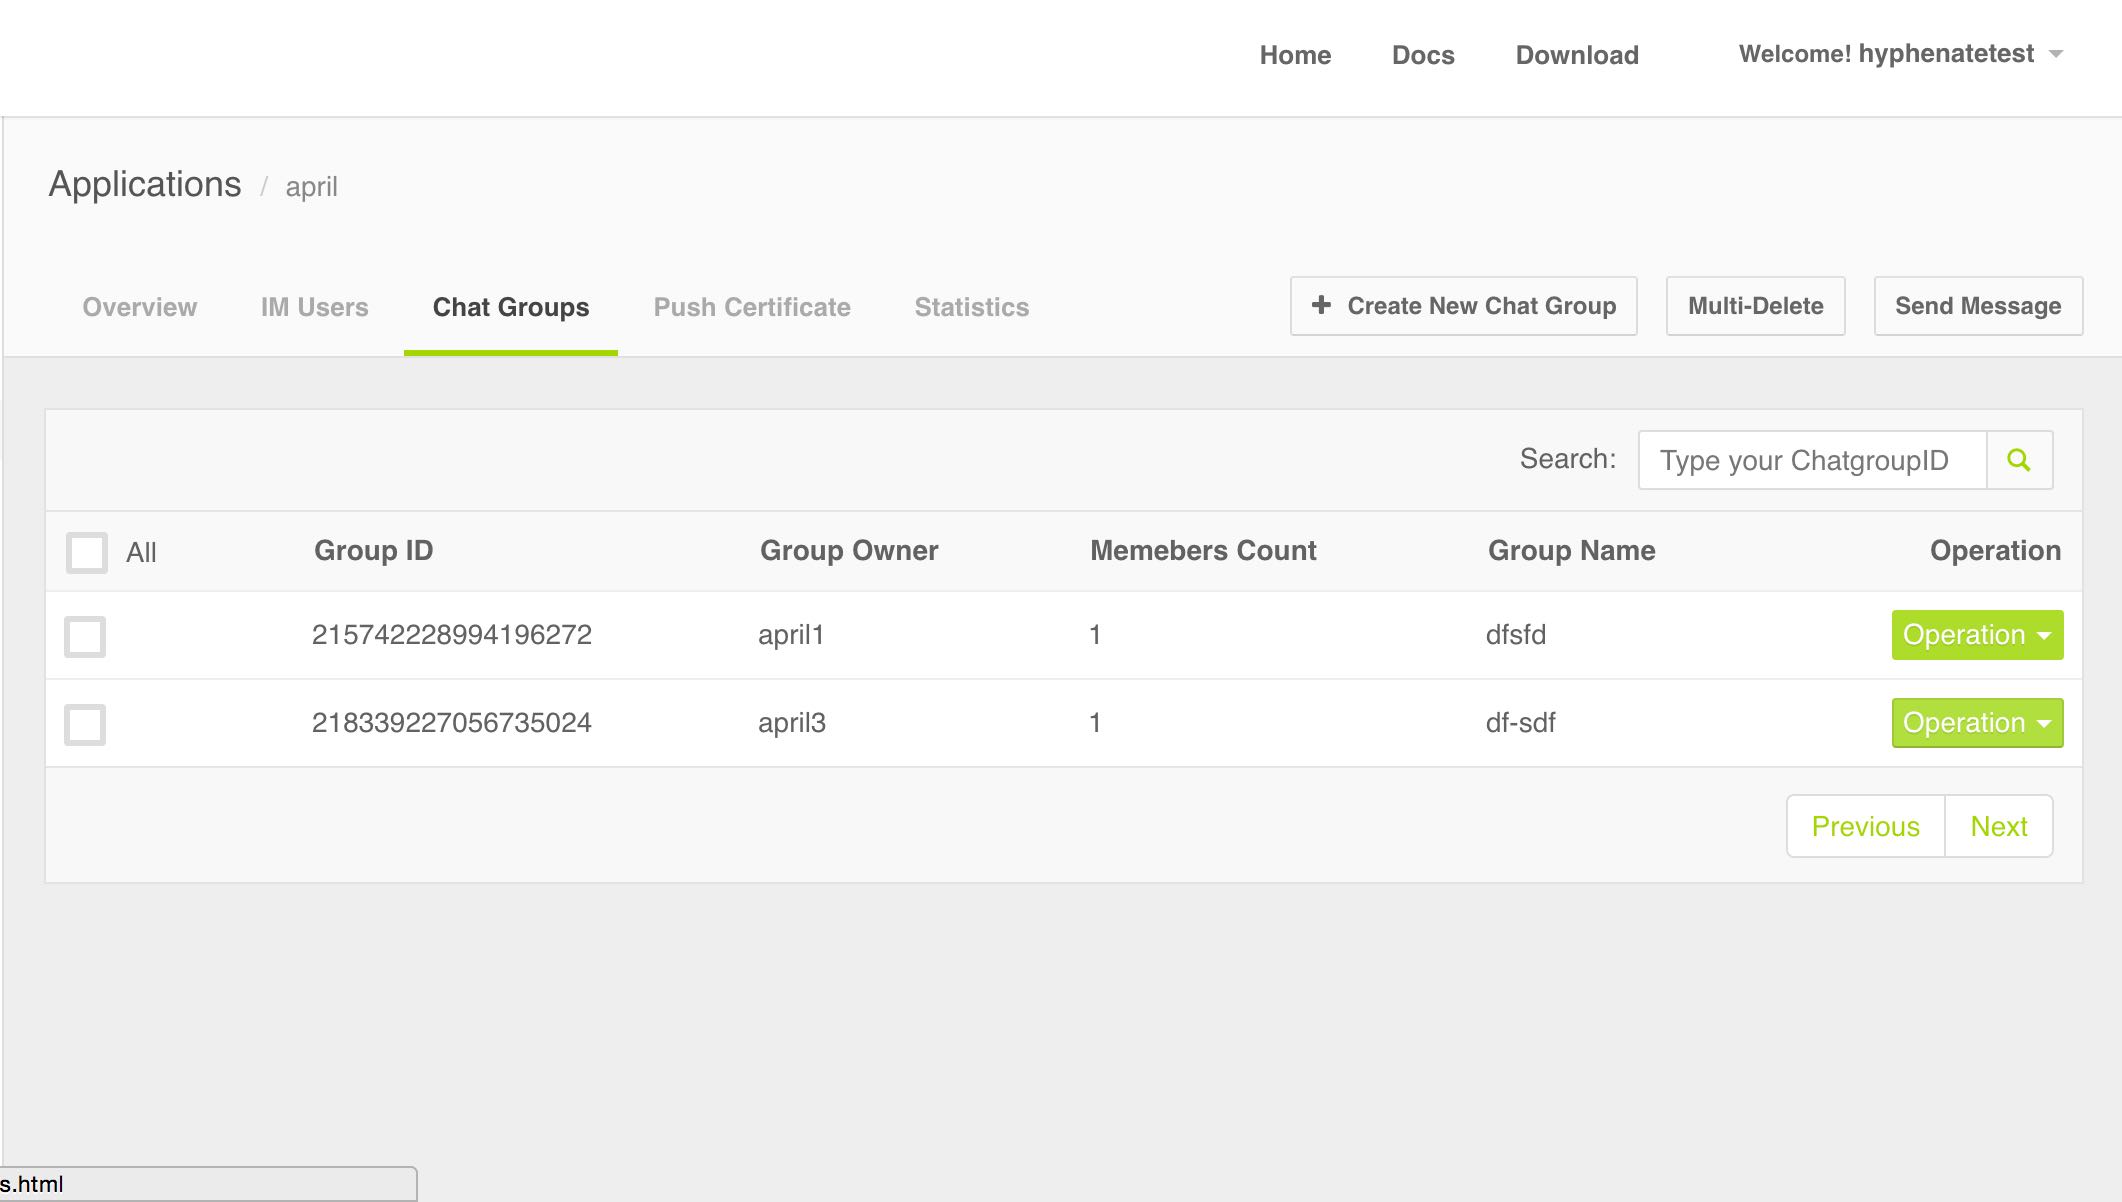 Home Docs Download Welcome! hyphenatetest
Applications / april
Overview IM Users Chat Groups Push Certificate Statistics + Create New Chat Group Multi-Delete Send Message
Search: Type your ChatgroupID
All Group ID Group Owner Memebers Count Group Name Operation
215742228994196272 april1 1 dfsfd Operation
218339227056735024 april3 1 df-sdf Operation
Previous Next
s.html